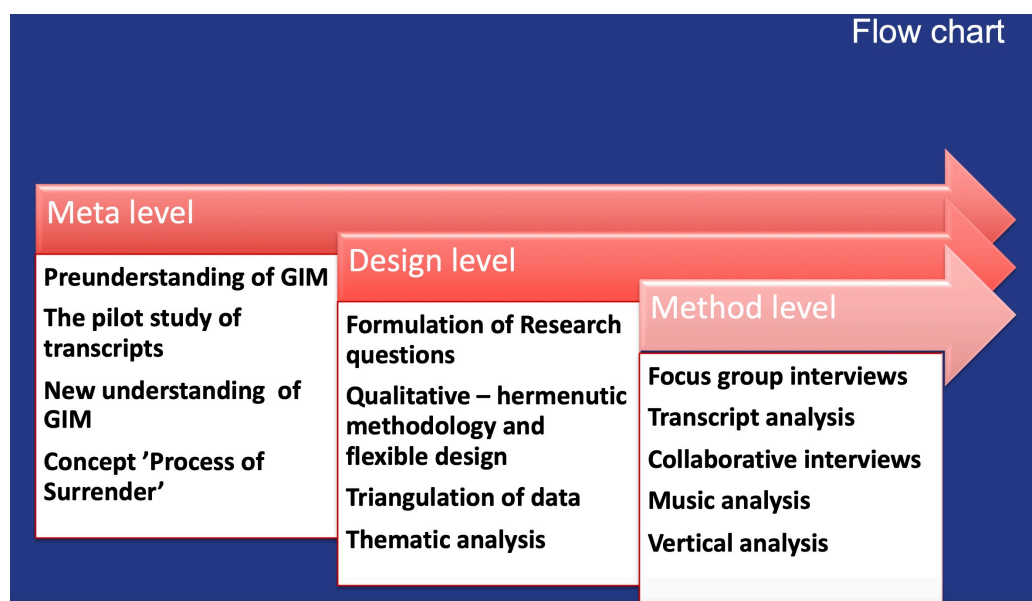 Flow chart
Meta level
Preunderstanding of GIM
The pilot study of
transcripts
New understanding  of
GIM
Concept ’Process of
Surrender’
Design level
Formulation of Research
questions
Qualitative – hermenutic
methodology and
flexible design
Triangulation of data
Thematic analysis
Method level
Focus group interviews
Transcript analysis
Collaborative interviews
Music analysis
Vertical analysis